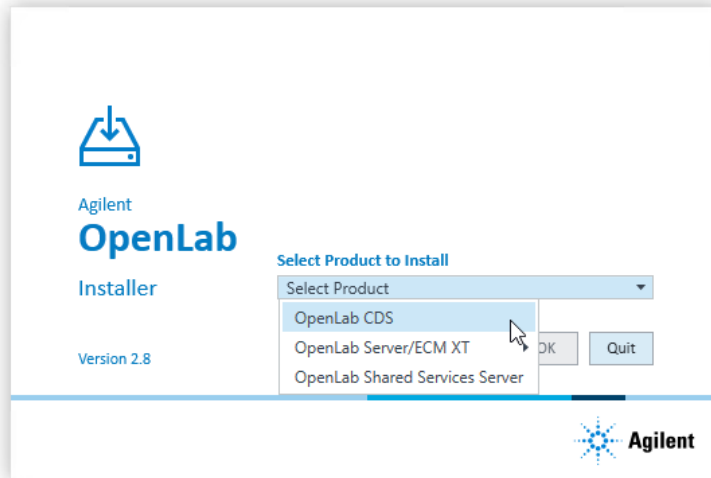 Agilent
OpenLab
Installer
Version 2.8
Select Product to Install
Select Product
OpenLab CDS
OpenLab Server/ECM XT
OpenLab Shared Services Server
OK
Quit
Agilent